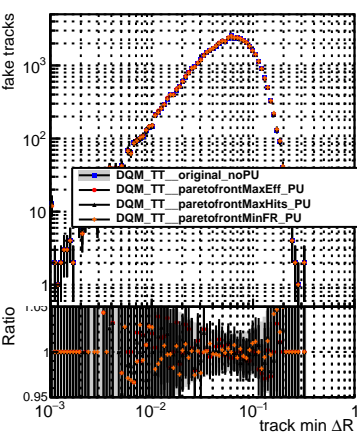 fake tracks
10³
10²
10
1
DQM_TT__original_noPU
DQM_TT__paretofrontMaxEff_PU
DQM_TT__paretofrontMaxHits_PU
DQM_TT__paretofrontMinFR_PU
Ratio
1.05
1
0.95
10⁻³ 10⁻² 10⁻¹ 1
track min ΔR